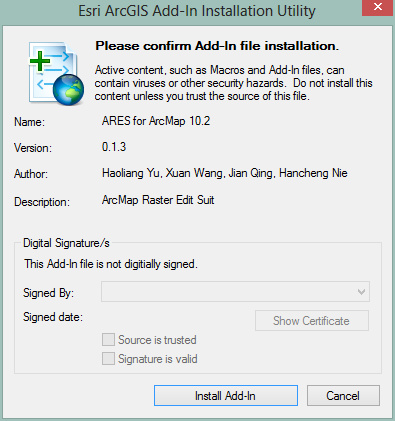 Esri ArcGIS Add-In Installation Utility
Please confirm Add-In file installation.
Active content, such as Macros and Add-In files, can
contain viruses or other security hazards. Do not install this
content unless you trust the source of this file.
Name: ARES for ArcMap 10.2
Version: 0.1.3
Author: Haoliang Yu, Xuan Wang, Jian Qing, Hancheng Nie
Description: ArcMap Raster Edit Suit
Digital Signature/s
This Add-In file is not digitially signed.
Signed By:
Signed date:
Show Certificate
Source is trusted
Signature is valid
Install Add-In Cancel